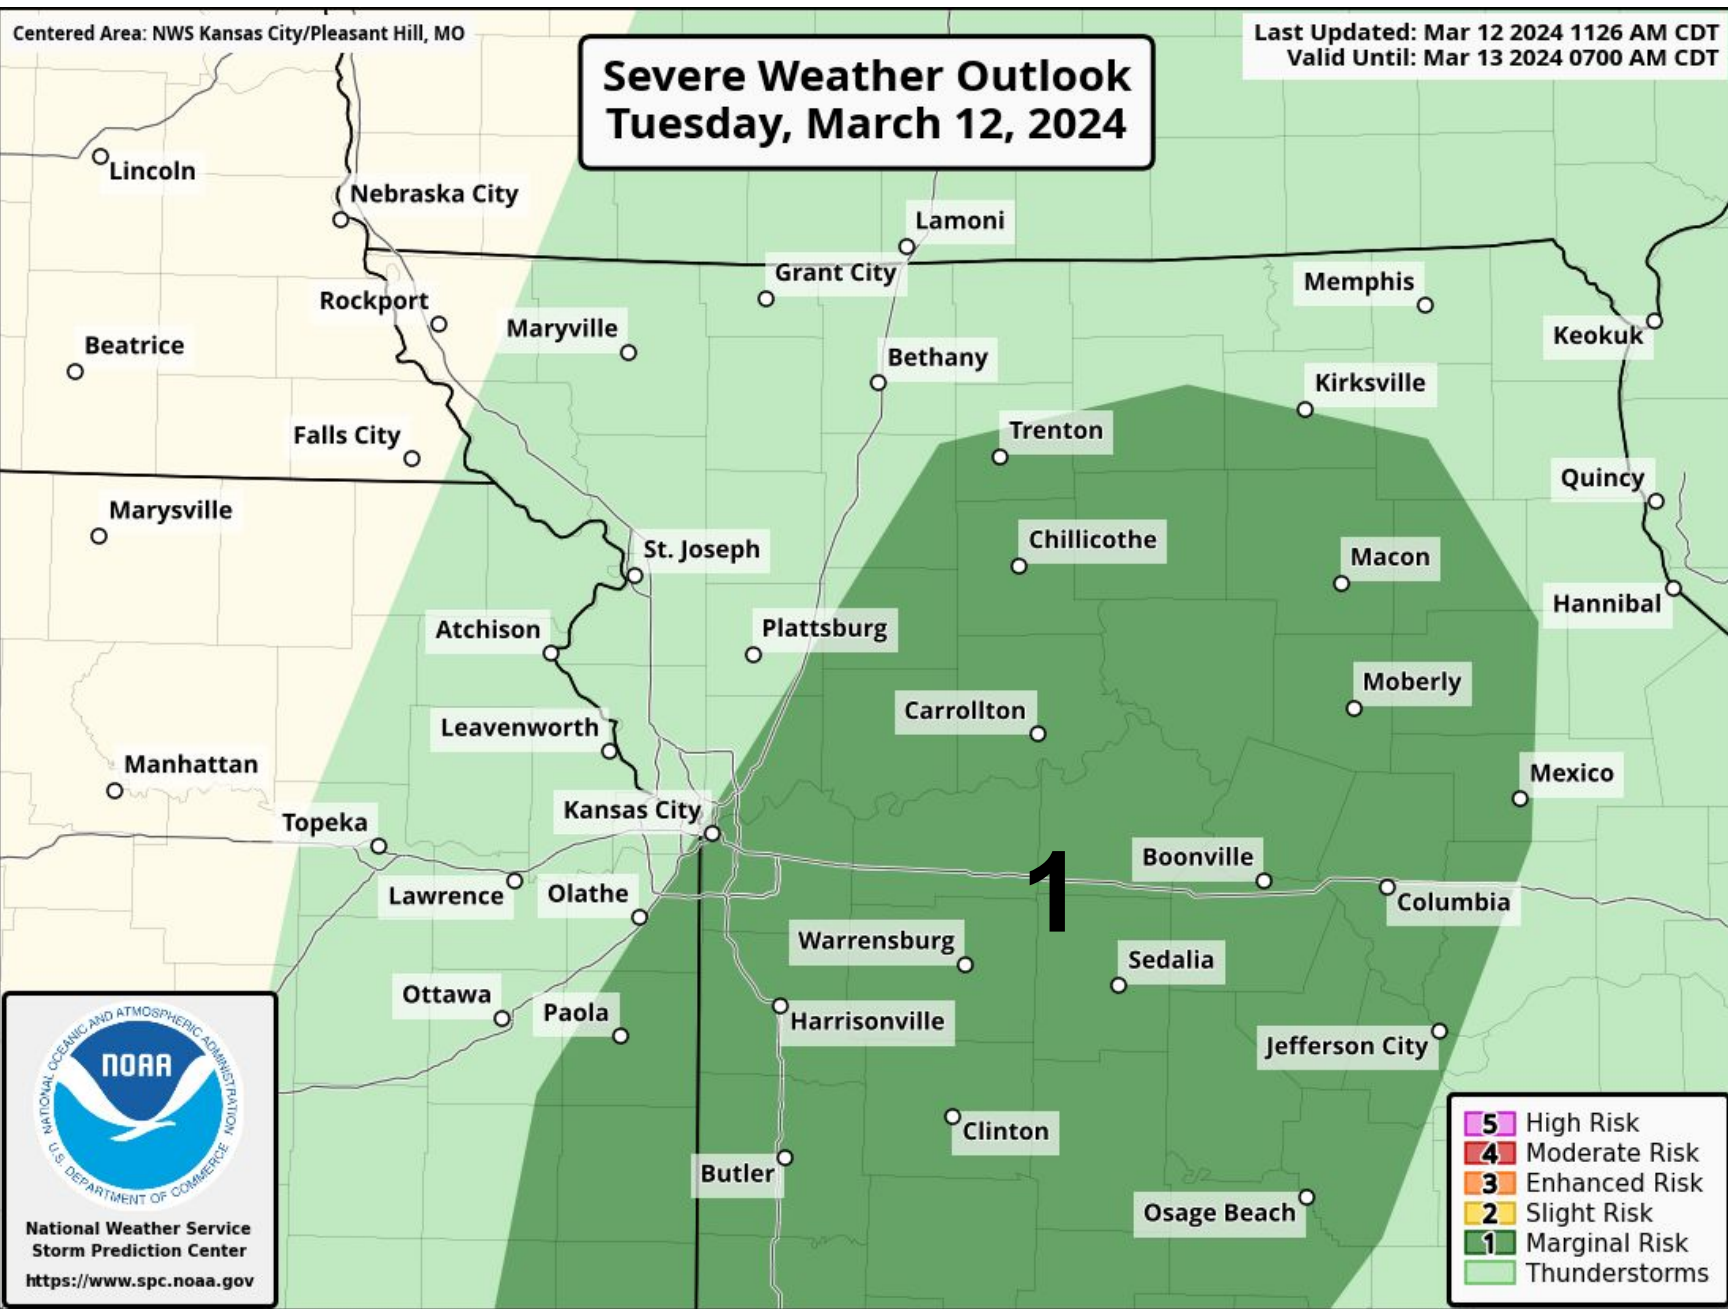 Centered Area: NWS Kansas City/Pleasant Hill, MO
Last Updated: Mar 12 2024 1126 AM CDT
Valid Until: Mar 13 2024 0700 AM CDT
Severe Weather Outlook
Tuesday, March 12, 2024
Lincoln
Nebraska City
Lamoni
Grant City
Memphis
Rockport
Maryville
Keokuk
Beatrice
Bethany
Kirksville
Falls City
Trenton
Quincy
Marysville
Chillicothe
St. Joseph
Macon
Hannibal
Atchison
Plattsburg
Moberly
Carrollton
Leavenworth
Manhattan
Mexico
Kansas City
Topeka
Boonville
1
Lawrence
Olathe
Columbia
Warrensburg
Sedalia
Ottawa
Paola
Harrisonville
Jefferson City
Clinton
Butler
Osage Beach
NATIONAL OCEANIC AND ATMOSPHERIC ADMINISTRATION
NOAA
U.S. DEPARTMENT OF COMMERCE
National Weather Service
Storm Prediction Center
https://www.spc.noaa.gov
5 High Risk
4 Moderate Risk
3 Enhanced Risk
2 Slight Risk
1 Marginal Risk
Thunderstorms